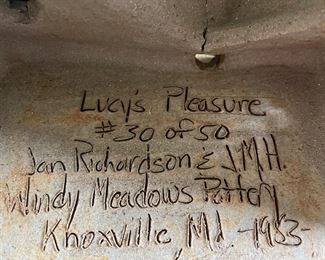 Lucy's Pleasure
#30 of 50
Jan Richardson & J.M.H.
Windy Meadows Pottery
Knoxville, Md. -1983-